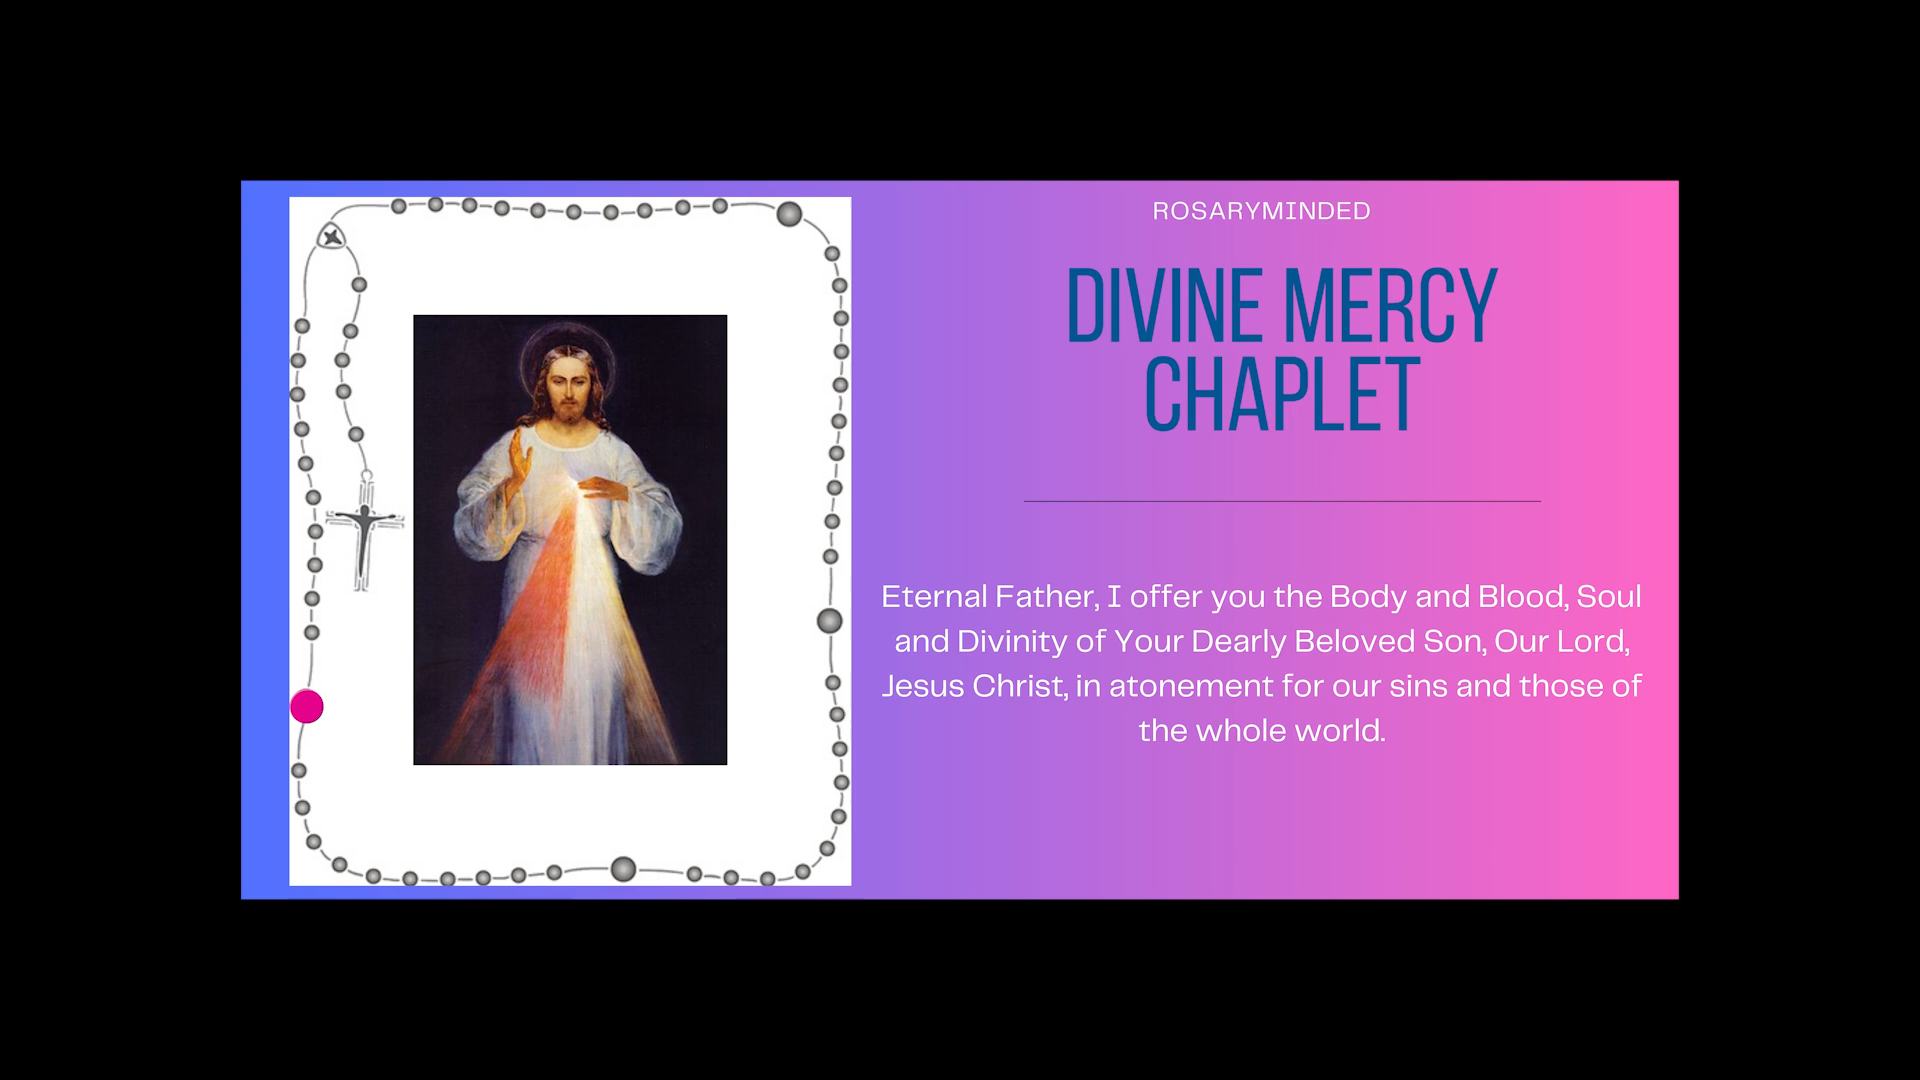 ROSARYMINDED
DIVINE MERCY
CHAPLET
Eternal Father, I offer you the Body and Blood, Soul
and Divinity of Your Dearly Beloved Son, Our Lord,
Jesus Christ, in atonement for our sins and those of
the whole world.